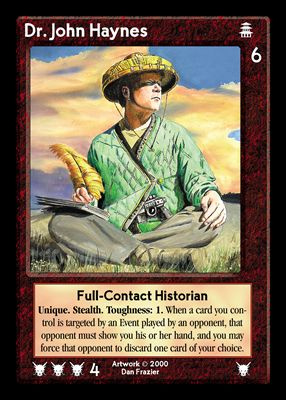 Dr. John Haynes
6
Full-Contact Historian
Unique. Stealth. Toughness: 1. When a card you con-
trol is targeted by an Event played by an opponent, that
opponent must show you his or her hand, and you may
force that opponent to discard one card of your choice.
4
Artwork © 2000
Dan Frazier